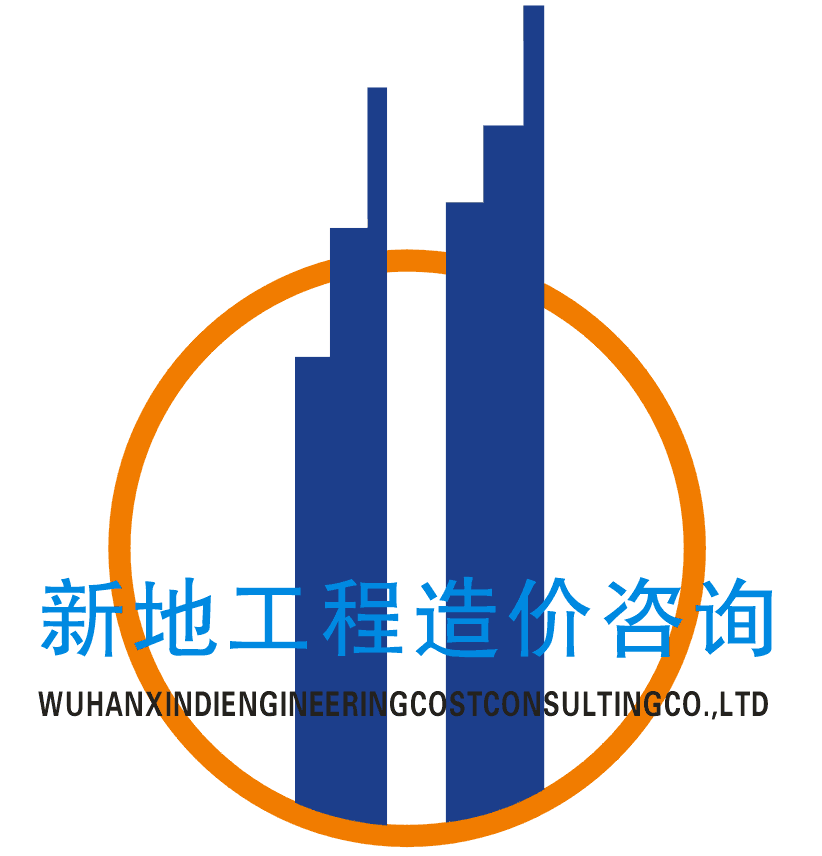 新地工程造价咨询
WUHANXINDIENGINEERINGCOSTCONSULTINGCO.,LTD